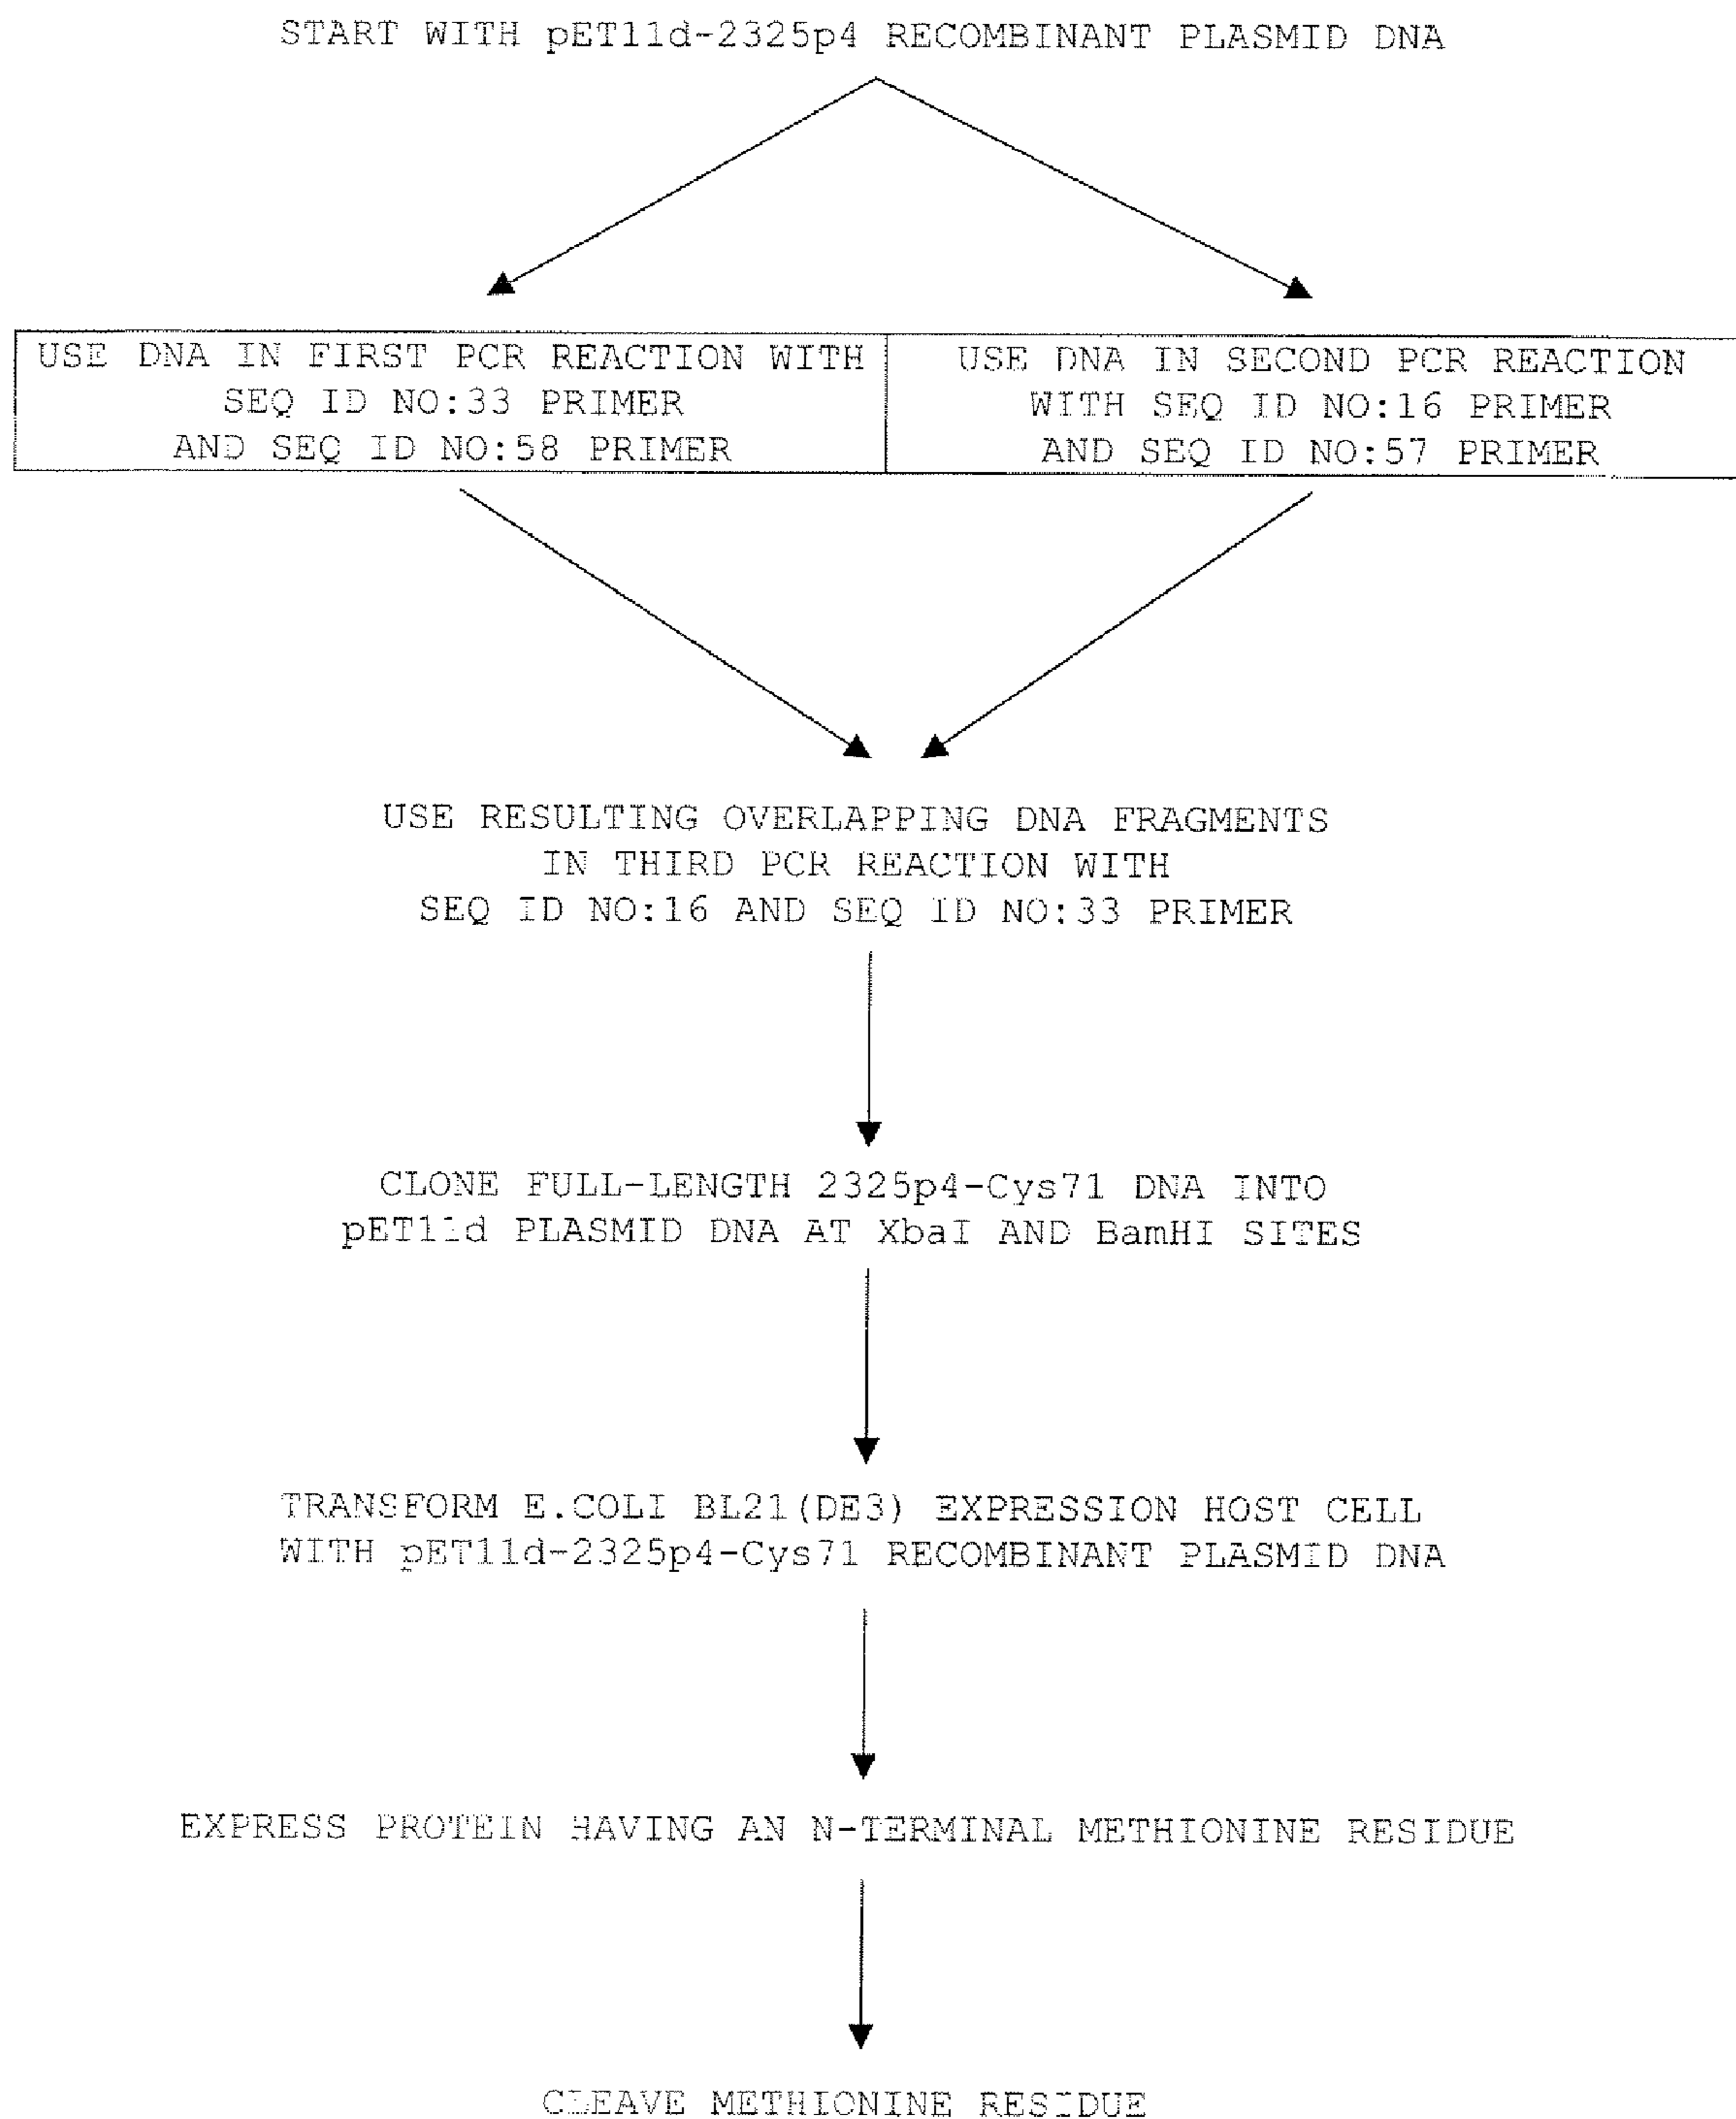 START WITH pET11d-2325p4 RECOMBINANT PLASMID DNA
USE DNA IN FIRST PCR REACTION WITH
SEQ ID NO:33 PRIMER
AND SEQ ID NO:58 PRIMER
USE DNA IN SECOND PCR REACTION
WITH SEQ ID NO:16 PRIMER
AND SEQ ID NO:57 PRIMER
USE RESULTING OVERLAPPING DNA FRAGMENTS
IN THIRD PCR REACTION WITH
SEQ ID NO:16 AND SEQ ID NO:33 PRIMER
CLONE FULL-LENGTH 2325p4-Cys71 DNA INTO
pET11d PLASMID DNA AT XbaI AND BamHI SITES
TRANSFORM E.COLI BL21(DE3) EXPRESSION HOST CELL
WITH pET11d-2325p4-Cys71 RECOMBINANT PLASMID DNA
EXPRESS PROTEIN HAVING AN N-TERMINAL METHIONINE RESIDUE
CLEAVE METHIONINE RESIDUE